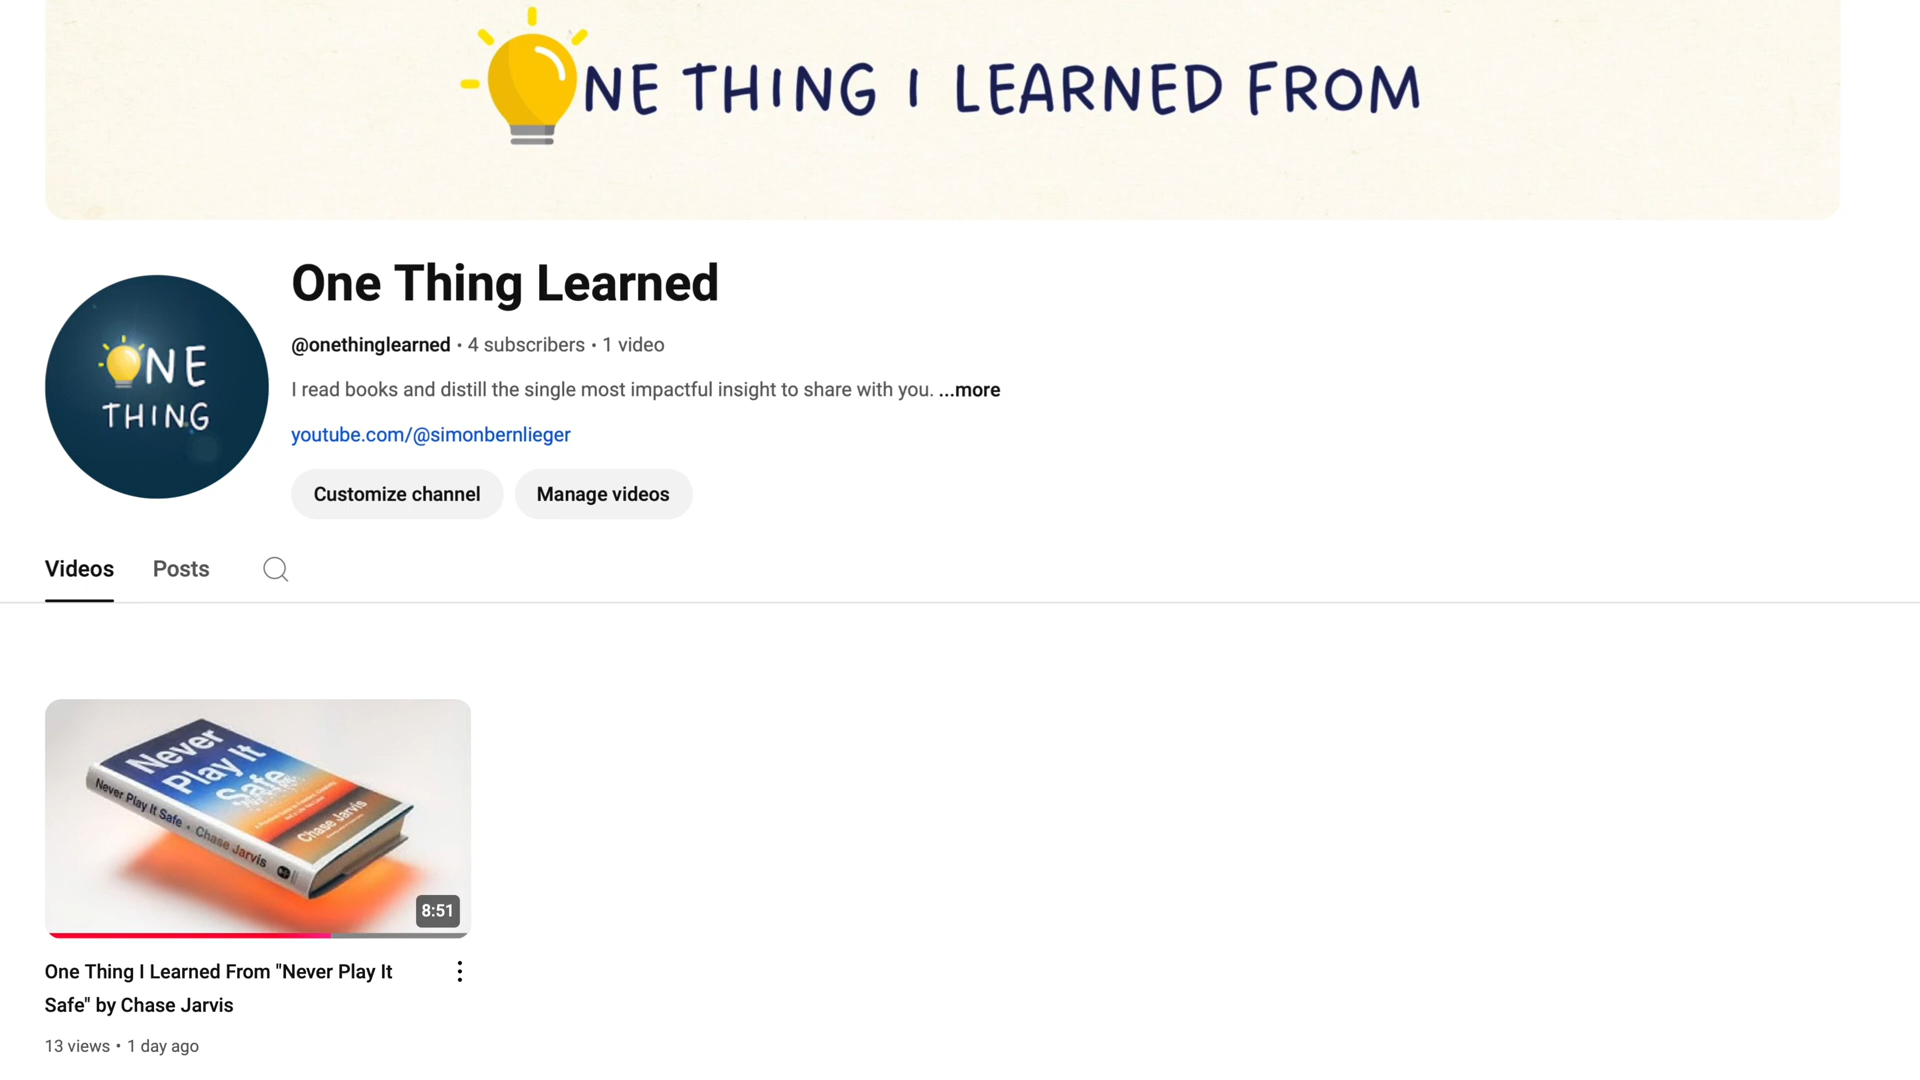 NE THING I LEARNED FROM
One Thing Learned
@onethinglearned • 4 subscribers • 1 video
I read books and distill the single most impactful insight to share with you. ...more
youtube.com/@simonbernlieger
Customize channel Manage videos
NE
THING
Videos Posts
Never
Play It
Safe
Chase Jarvis
Never Play It Safe • Chase Jarvis
8:51
One Thing I Learned From "Never Play It
Safe" by Chase Jarvis
13 views • 1 day ago